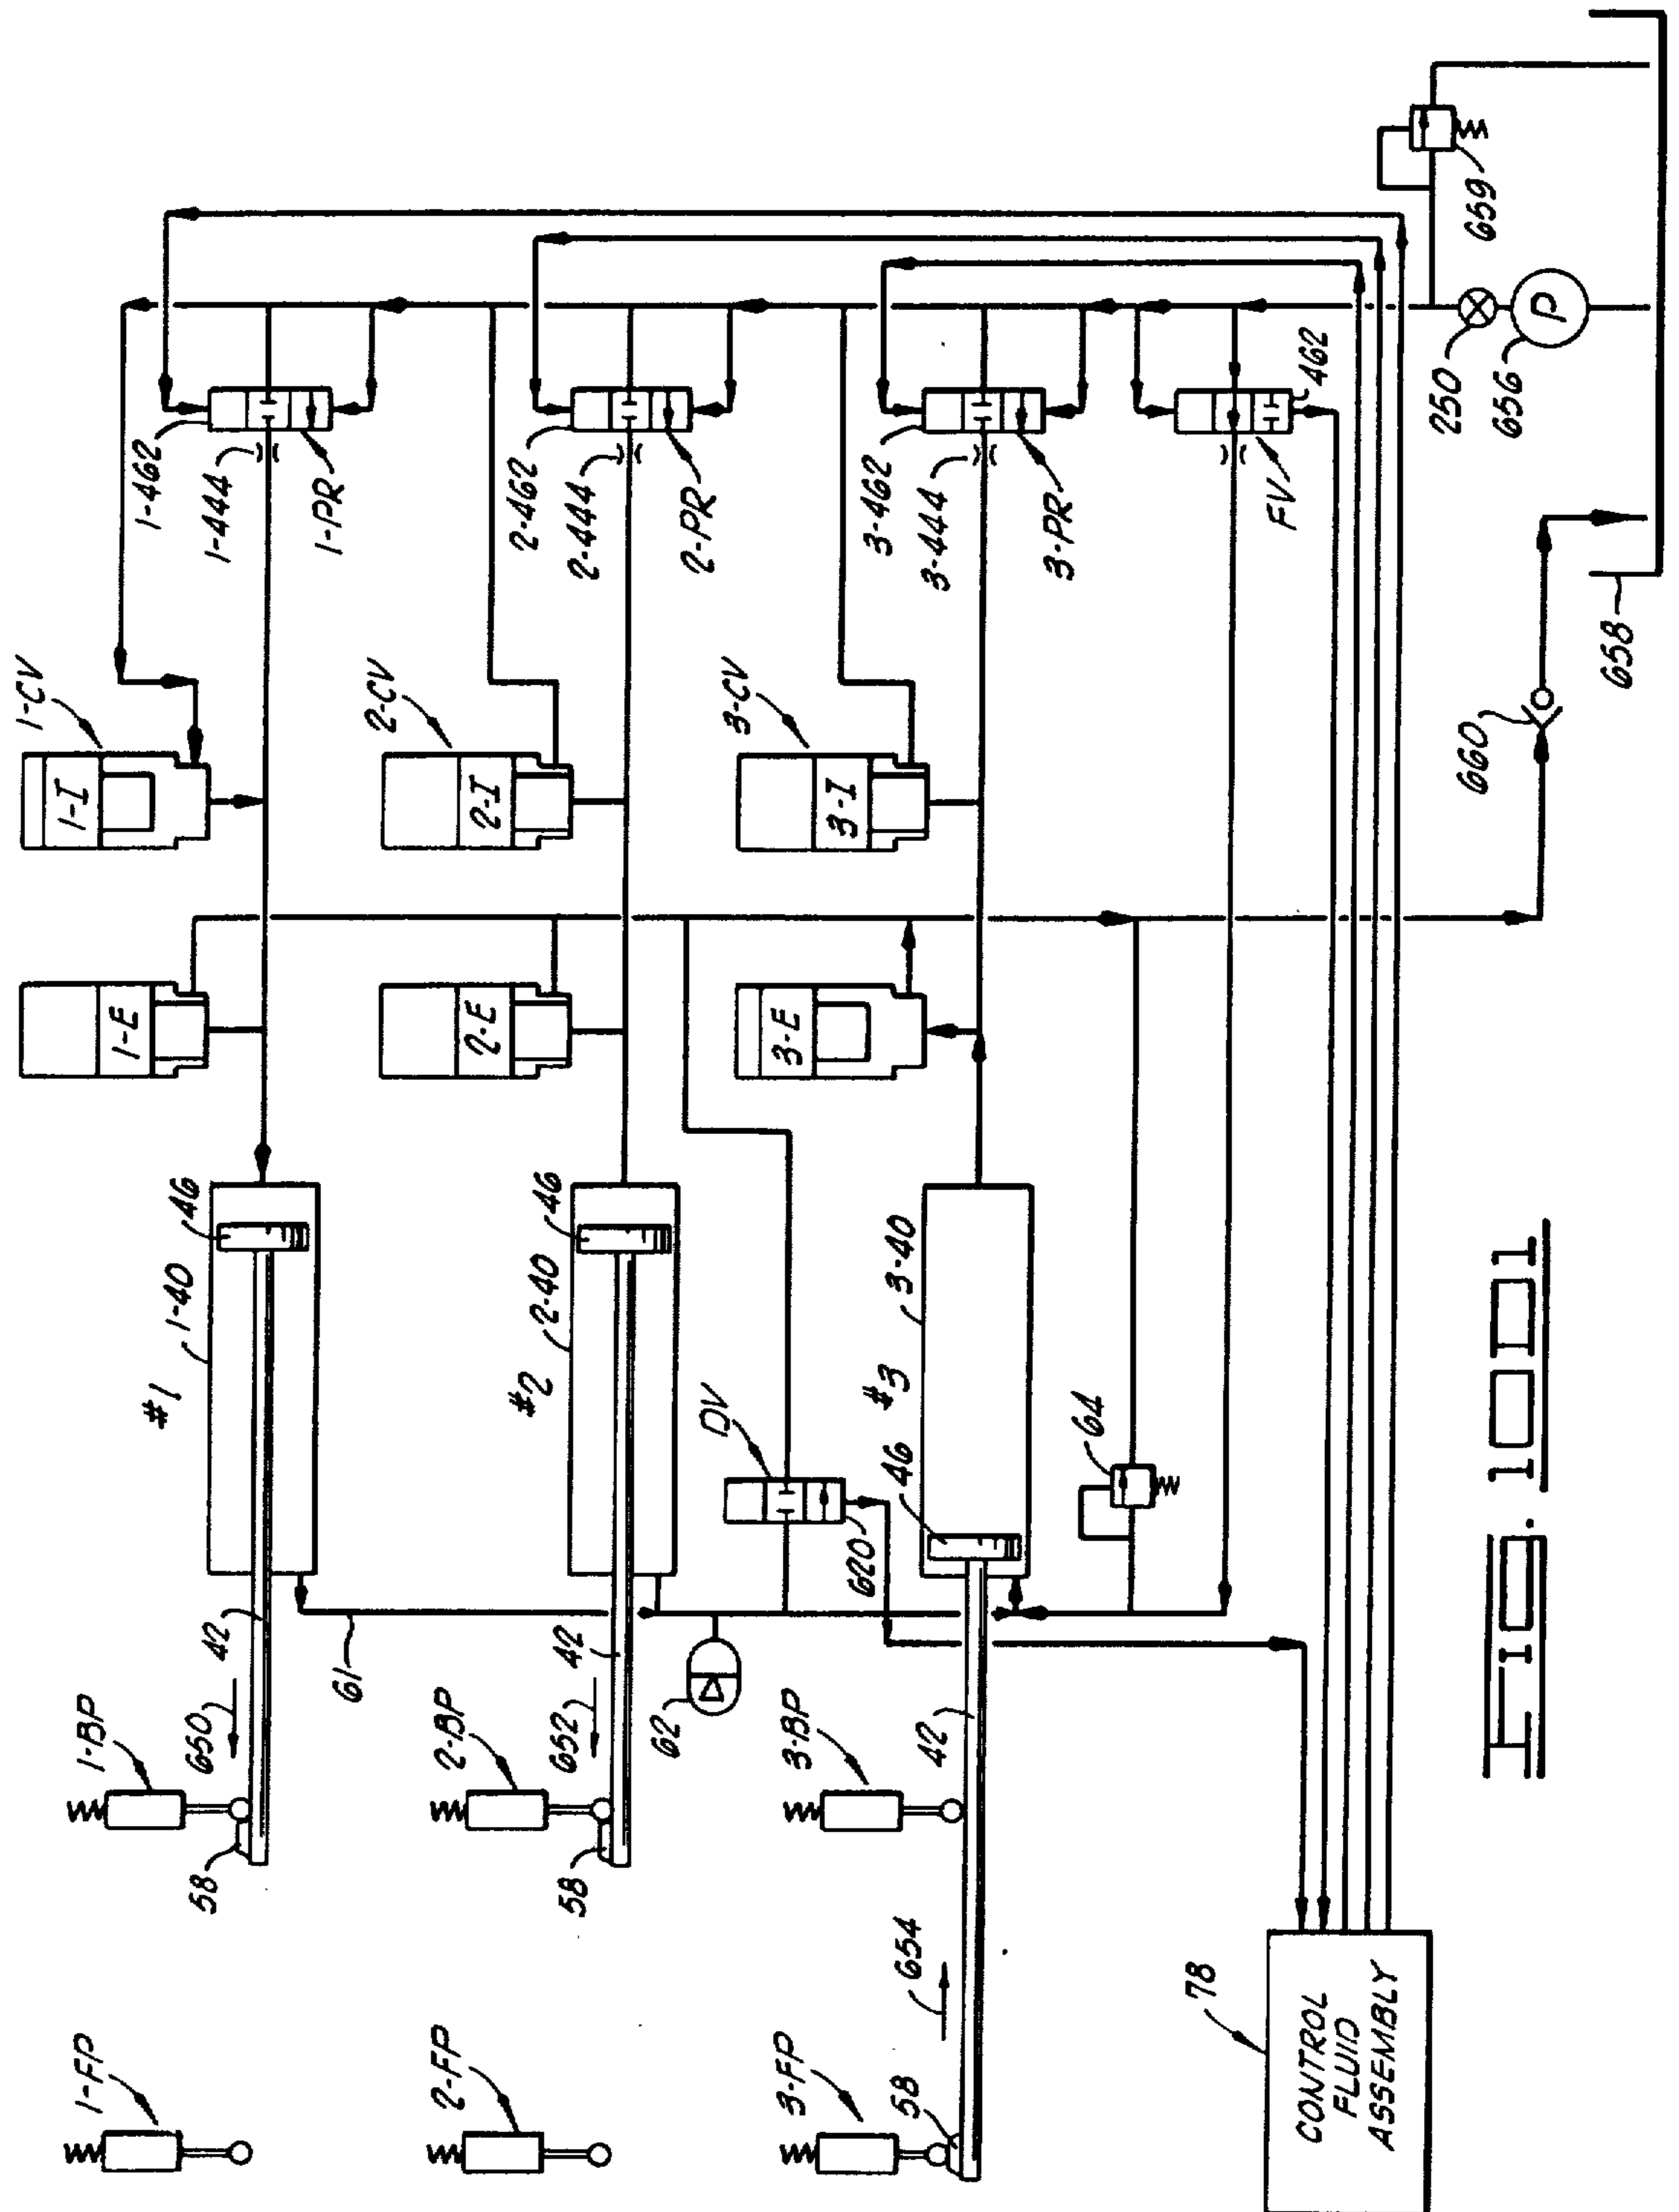 1-FP
1-BP
58
650
42
61
#1
1-40
46
1-E
1-I
1-CV
1-462
1-444
1-PR
2-FP
2-BP
58
652
42
62
#2
2-40
46
2-E
2-I
2-CV
2-462
2-444
2-PR
DV
620
3-FP
58
654
3-BP
42
46
#3
3-40
3-E
3-I
3-CV
3-462
3-444
3-PR
64
FV
462
78
CONTROL
FLUID
ASSEMBLY
660
658
250
656
P
659
FIG.